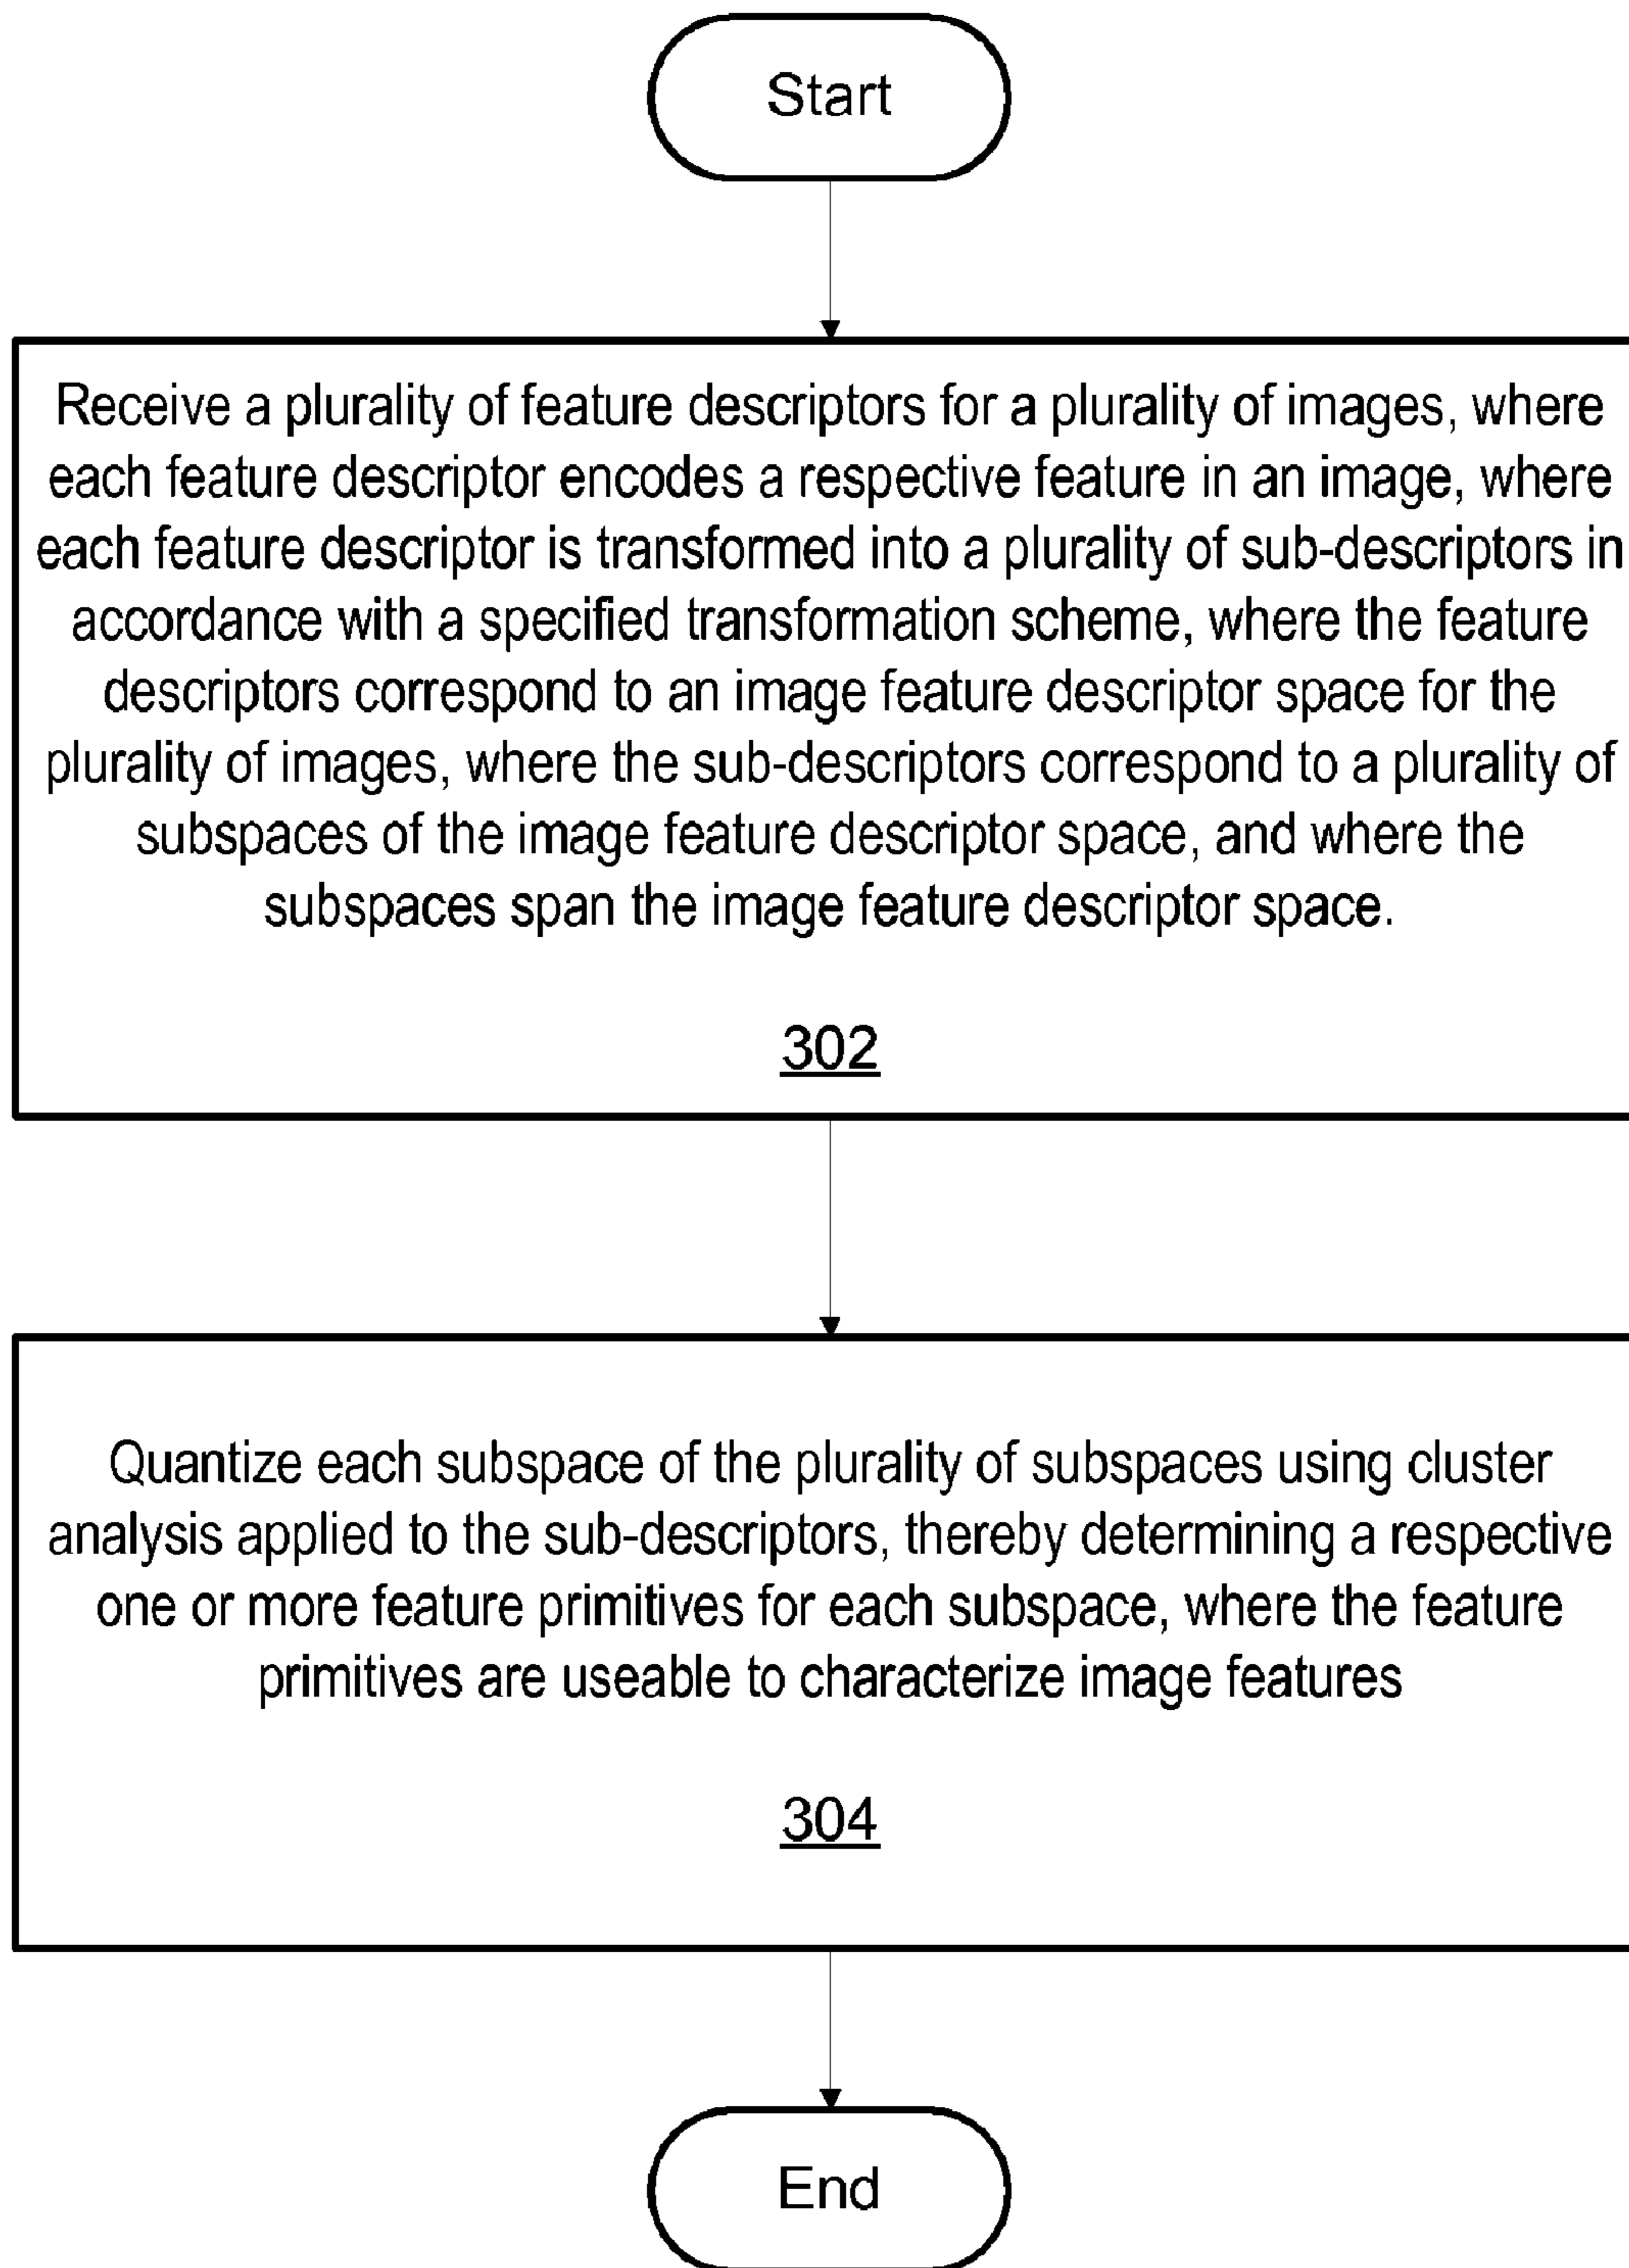 Start
Receive a plurality of feature descriptors for a plurality of images, where
each feature descriptor encodes a respective feature in an image, where
each feature descriptor is transformed into a plurality of sub-descriptors in
accordance with a specified transformation scheme, where the feature
descriptors correspond to an image feature descriptor space for the
plurality of images, where the sub-descriptors correspond to a plurality of
subspaces of the image feature descriptor space, and where the
subspaces span the image feature descriptor space.
302
Quantize each subspace of the plurality of subspaces using cluster
analysis applied to the sub-descriptors, thereby determining a respective
one or more feature primitives for each subspace, where the feature
primitives are useable to characterize image features
304
End